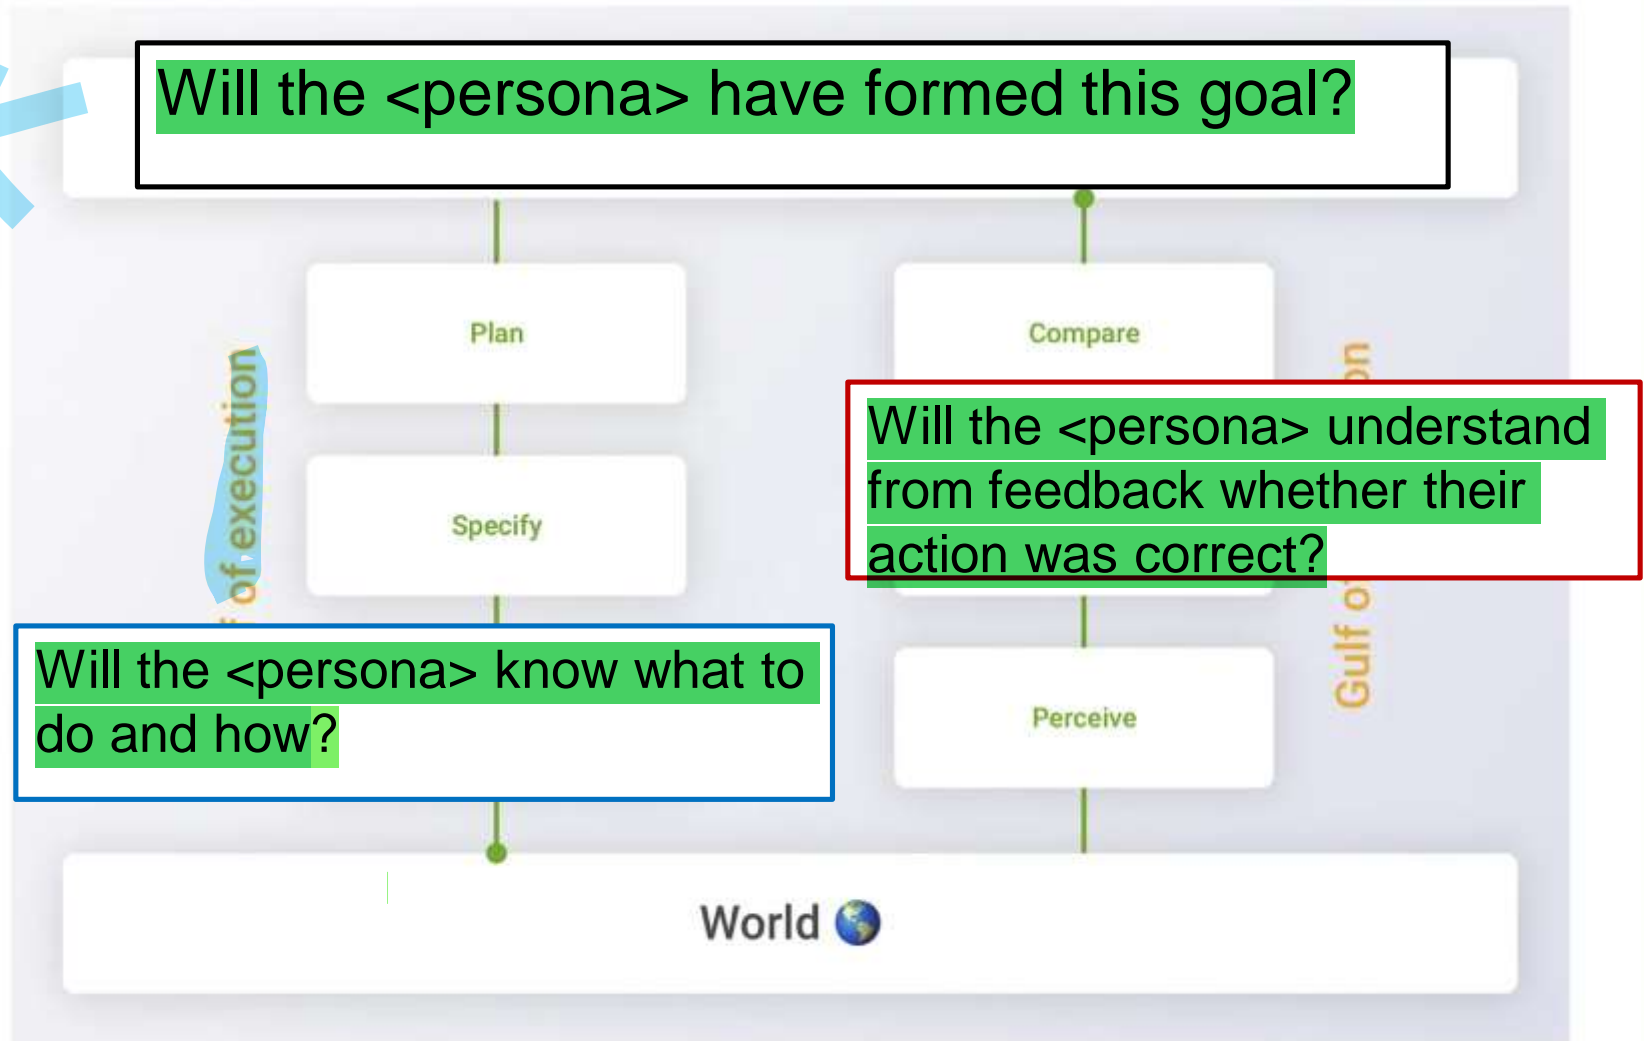 Will the <persona> have formed this goal?
Plan
Compare
of execution
Will the <persona> understand
from feedback whether their
action was correct?
Specify
Will the <persona> know what to
do and how?
Gulf of
Perceive
World